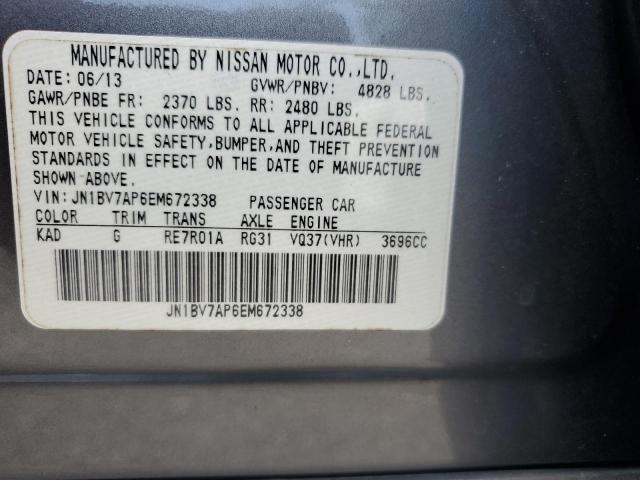 MANUFACTURED BY NISSAN MOTOR CO.,LTD.
DATE: 06/13 GVWR/PNBV: 4828 LBS.
GAWR/PNBE FR: 2370 LBS. RR: 2480 LBS.
THIS VEHICLE CONFORMS TO ALL APPLICABLE FEDERAL
MOTOR VEHICLE SAFETY,BUMPER,AND THEFT PREVENTION
STANDARDS IN EFFECT ON THE DATE OF MANUFACTURE
SHOWN ABOVE.
VIN: JN1BV7AP6EM672338 PASSENGER CAR
COLOR TRIM TRANS AXLE ENGINE
KAD G RE7R01A RG31 VQ37(VHR) 3696CC
JN1BV7AP6EM672338